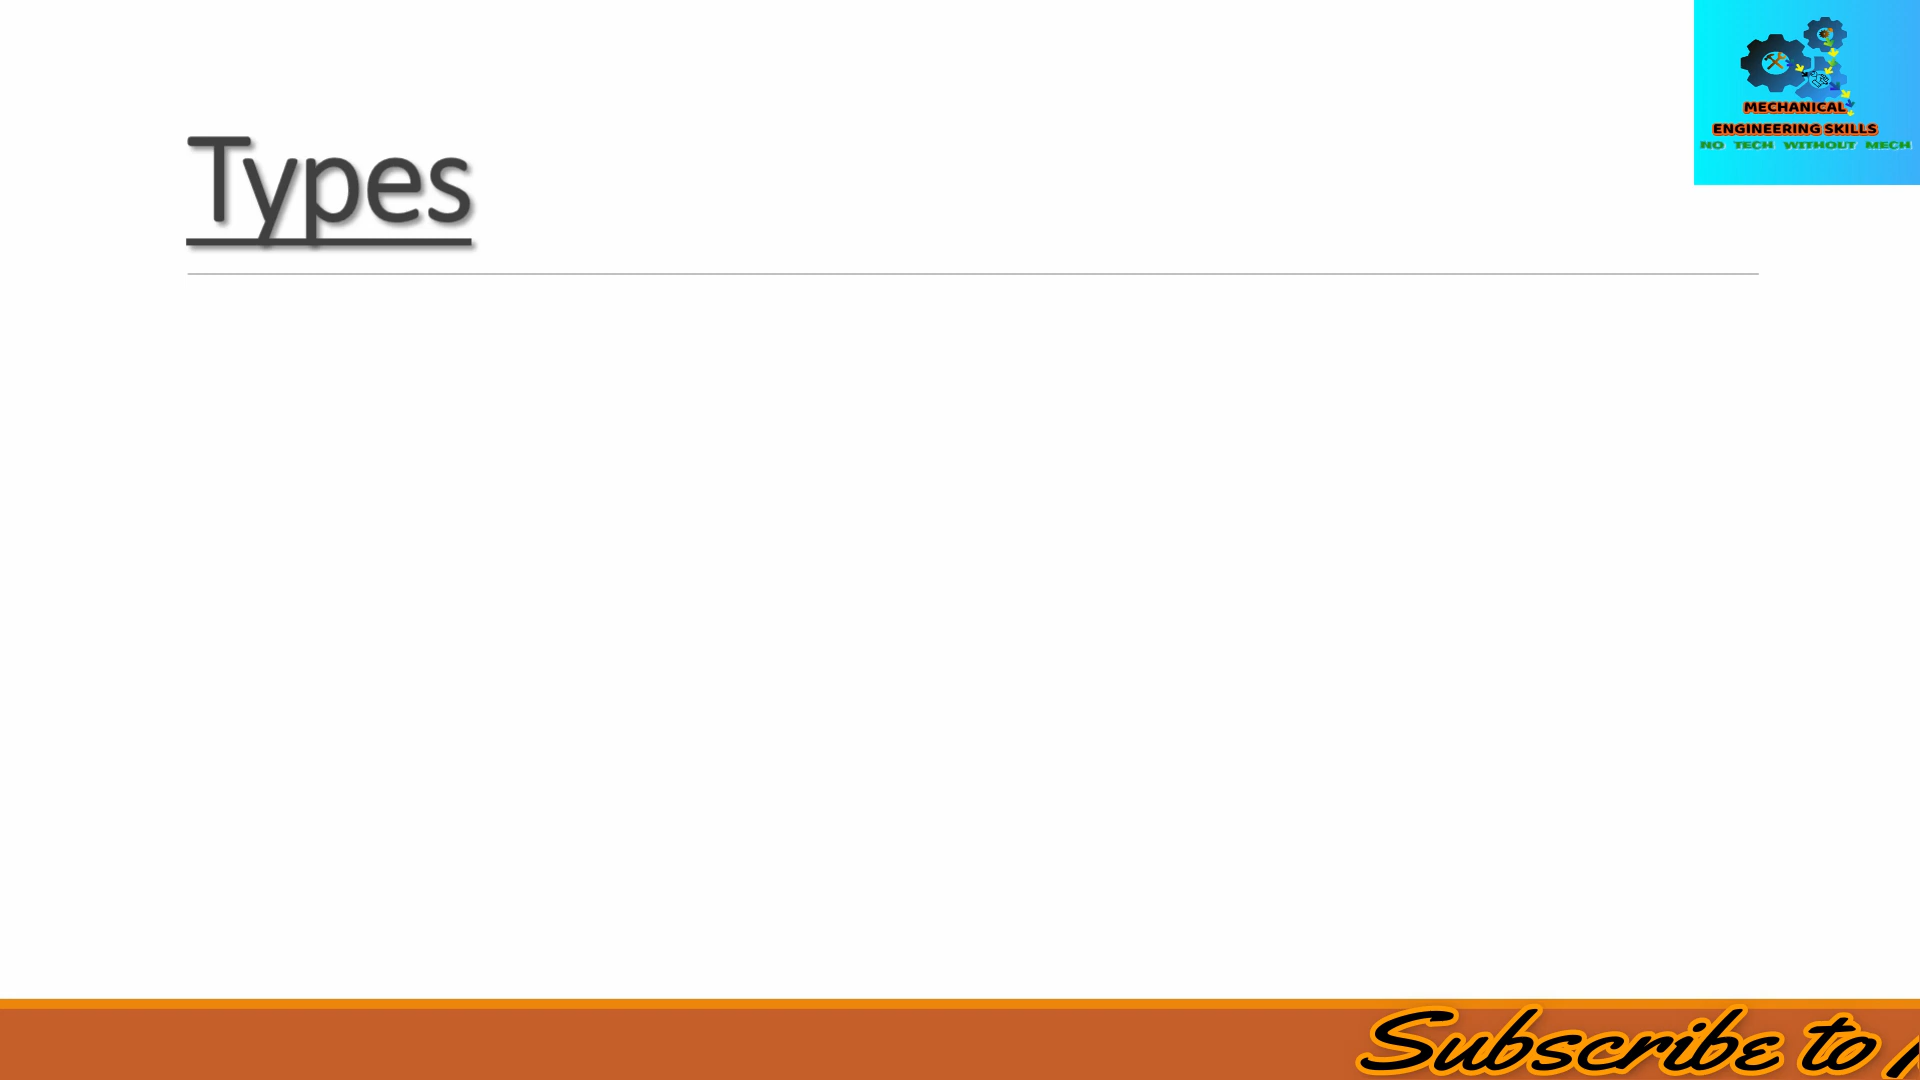 Types
MECHANICAL
ENGINEERING SKILLS
NO TECH WITHOUT MECH
Subscribe to